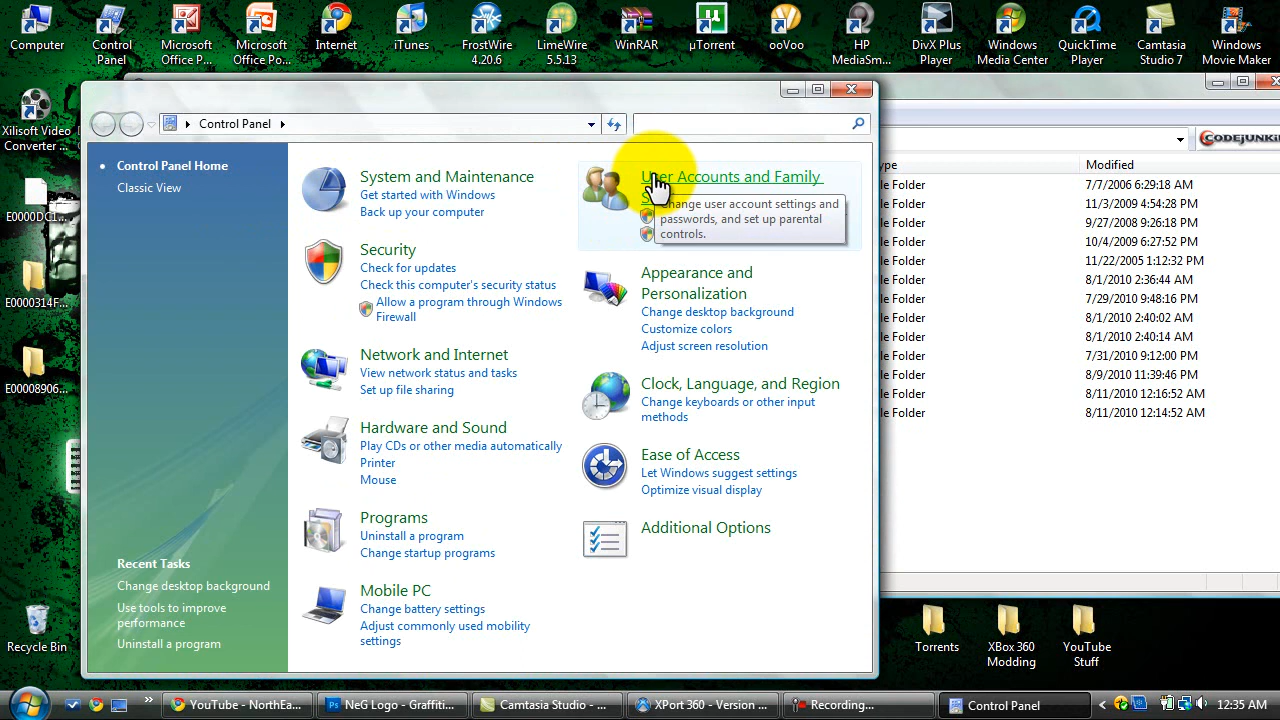 Computer
Control
Panel
Microsoft
Office P...
Microsoft
Office Po...
Internet
iTunes
FrostWire
4.20.6
LimeWire
5.5.13
WinRAR
µTorrent
ooVoo
HP
MediaSm...
DivX Plus
Player
Windows
Media Center
QuickTime
Player
Camtasia
Studio 7
Windows
Movie Maker
Xilisoft Video
Converter ...
E0000DC1...
E0000314F...
E00008906...
Recycle Bin
Control Panel
Control Panel Home
Classic View
Recent Tasks
Change desktop background
Use tools to improve
performance
Uninstall a program
System and Maintenance
Get started with Windows
Back up your computer
Security
Check for updates
Check this computer's security status
Allow a program through Windows
Firewall
Network and Internet
View network status and tasks
Set up file sharing
Hardware and Sound
Play CDs or other media automatically
Printer
Mouse
Programs
Uninstall a program
Change startup programs
Mobile PC
Change battery settings
Adjust commonly used mobility
settings
User Accounts and Family
Change user account settings and
passwords, and set up parental
controls.
Appearance and
Personalization
Change desktop background
Customize colors
Adjust screen resolution
Clock, Language, and Region
Change keyboards or other input
methods
Ease of Access
Let Windows suggest settings
Optimize visual display
Additional Options
CODEJUNKI
ype
Modified
le Folder 7/7/2006 6:29:18 AM
le Folder 11/3/2009 4:54:28 PM
le Folder 9/27/2008 9:26:18 PM
le Folder 10/4/2009 6:27:52 PM
le Folder 11/22/2005 1:12:32 PM
le Folder 8/1/2010 2:36:44 AM
le Folder 7/29/2010 9:48:16 PM
le Folder 8/1/2010 2:40:02 AM
le Folder 8/1/2010 2:40:14 AM
le Folder 7/31/2010 9:12:00 PM
le Folder 8/9/2010 11:39:46 PM
le Folder 8/11/2010 12:16:52 AM
le Folder 8/11/2010 12:14:52 AM
Torrents
XBox 360
Modding
YouTube
Stuff
YouTube - NorthEa...
NeG Logo - Graffiti...
Camtasia Studio - ...
XPort 360 - Version ...
Recording...
Control Panel
12:35 AM